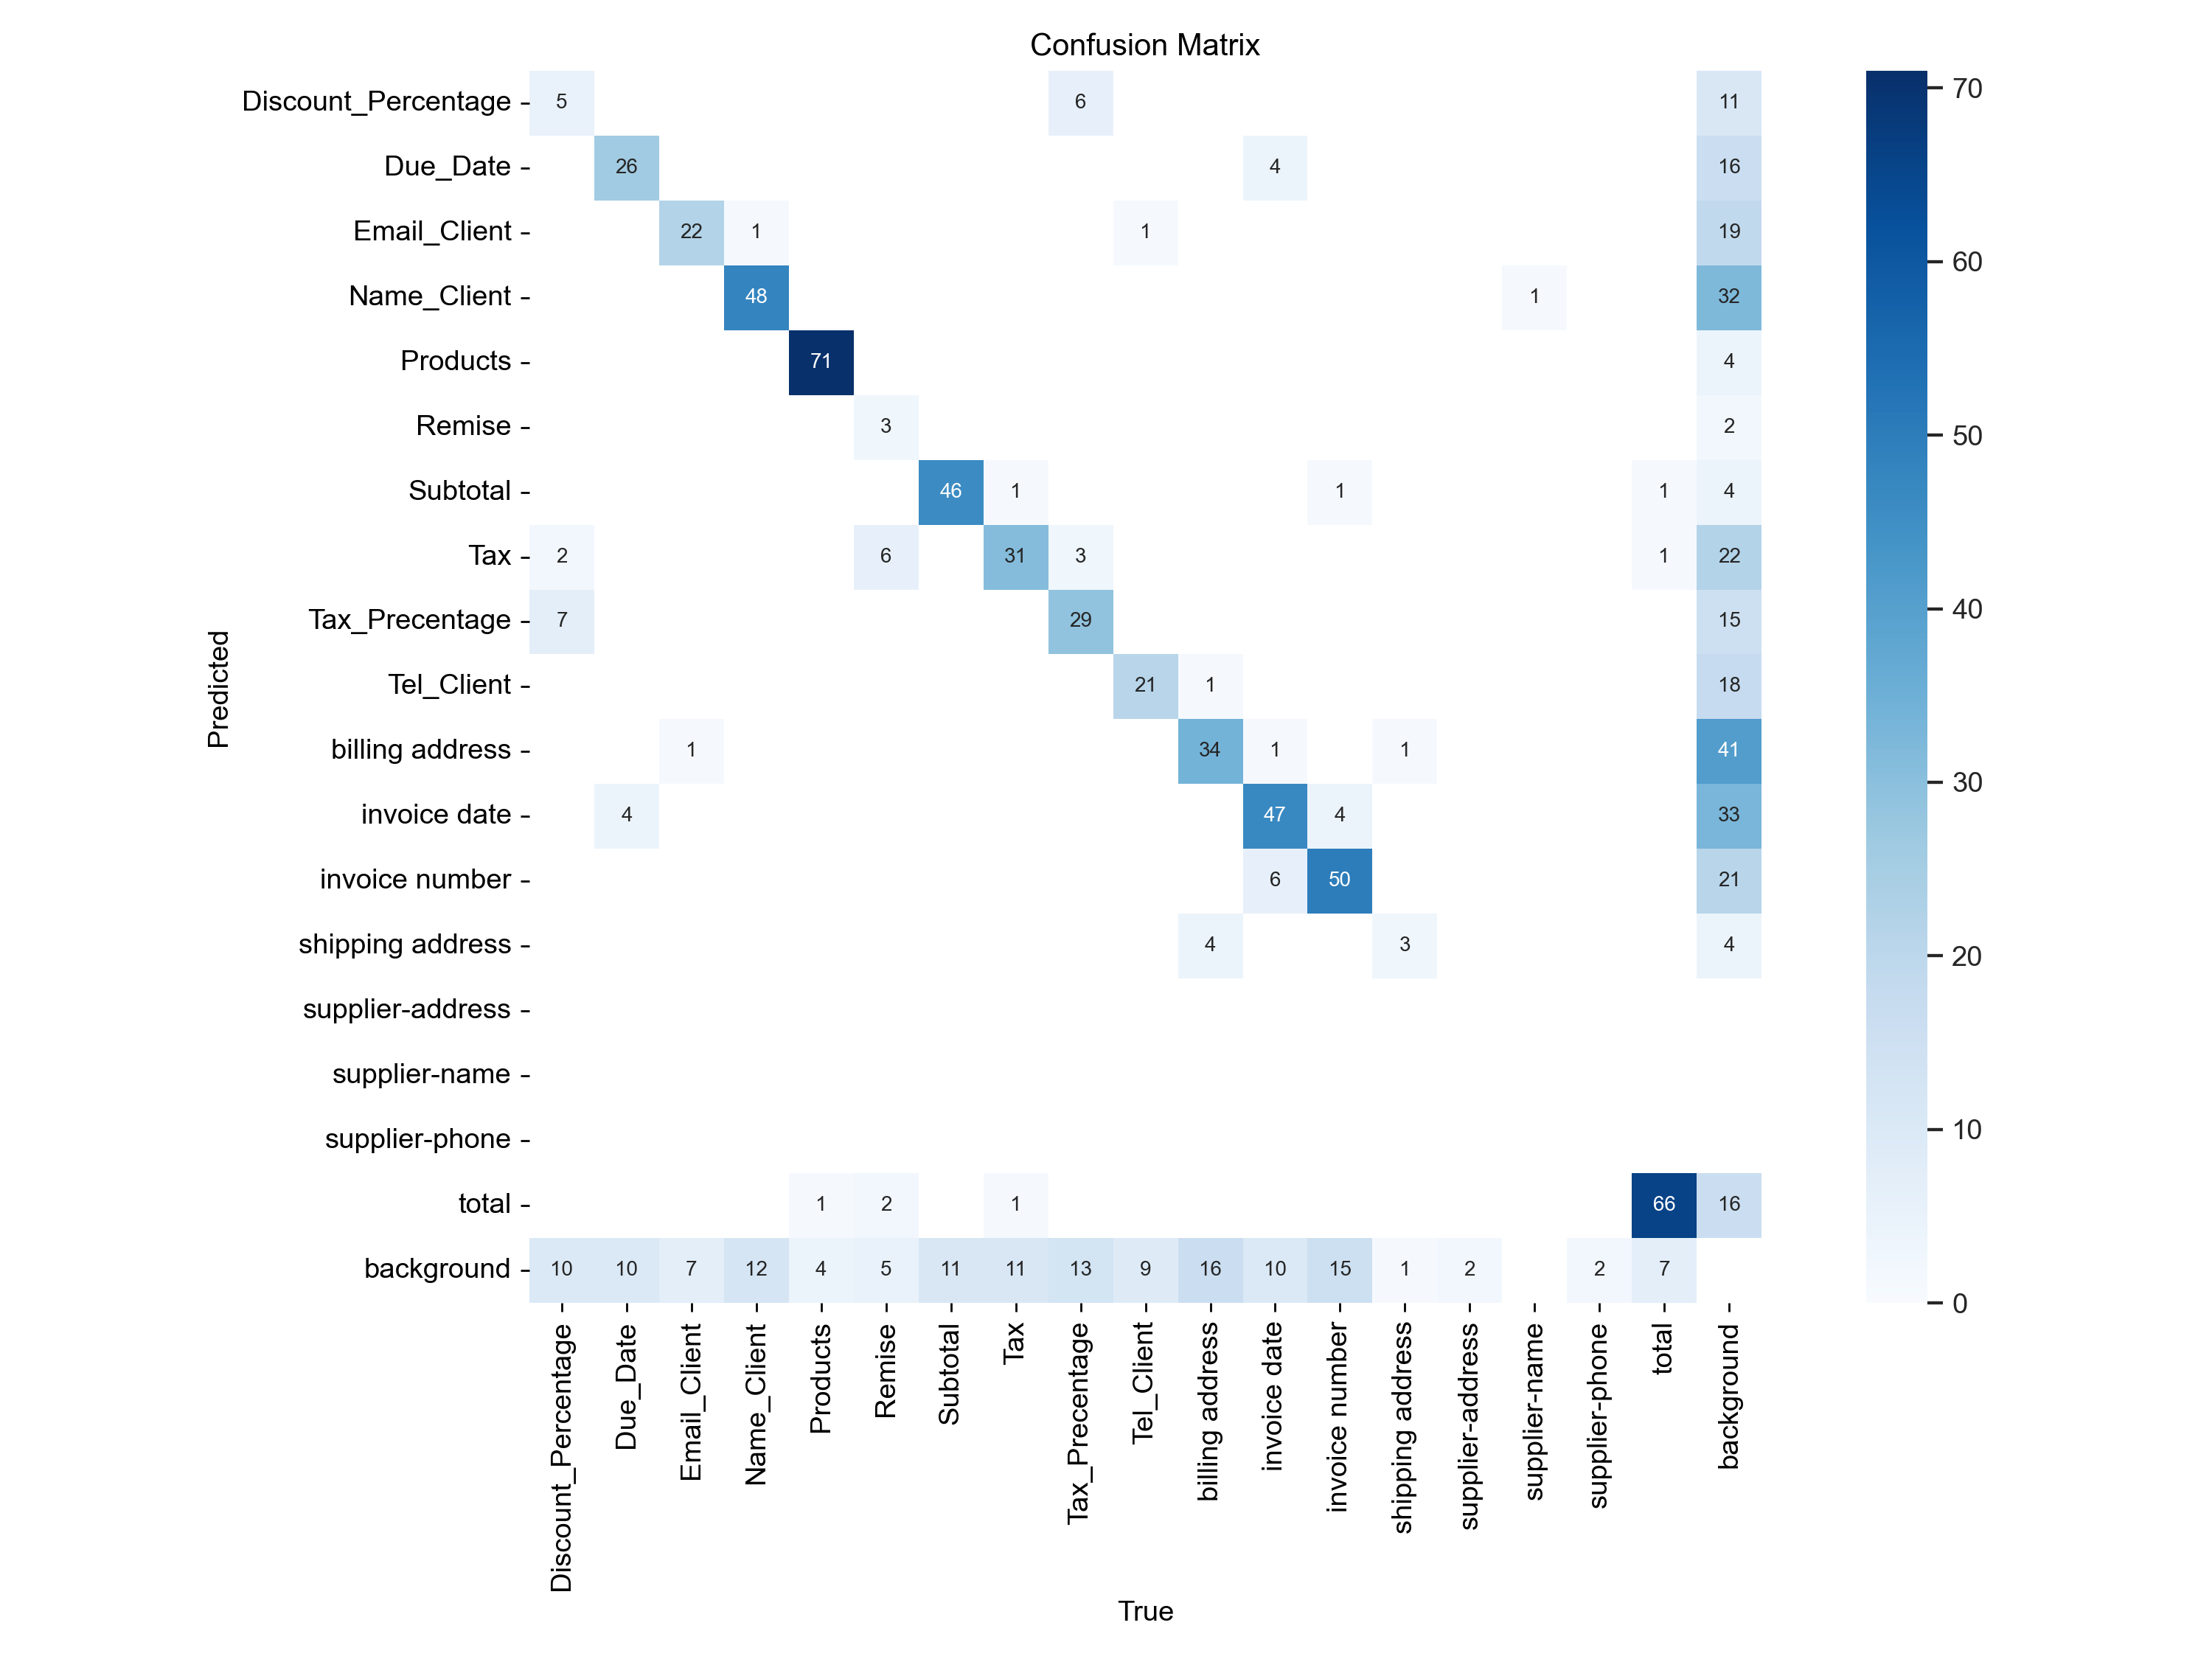 Confusion Matrix
Discount_Percentage 5 6 11
Due_Date 26 4 16
Email_Client 22 1 1 19
Name_Client 48 1 32
Products 71 4
Remise 3 2
Subtotal 46 1 1 1 4
Tax 2 6 31 3 1 22
Tax_Precentage 7 29 15
Tel_Client 21 1 18
billing address 1 34 1 1 41
invoice date 4 47 4 33
invoice number 6 50 21
shipping address 4 3 4
supplier-address
supplier-name
supplier-phone
total 1 2 1 66 16
background 10 10 7 12 4 5 11 11 13 9 16 10 15 1 2 2 7
Predicted
Discount_Percentage
Due_Date
Email_Client
Name_Client
Products
Remise
Subtotal
Tax
Tax_Precentage
Tel_Client
billing address
invoice date
invoice number
shipping address
supplier-address
supplier-name
supplier-phone
total
background
True
70
60
50
40
30
20
10
0